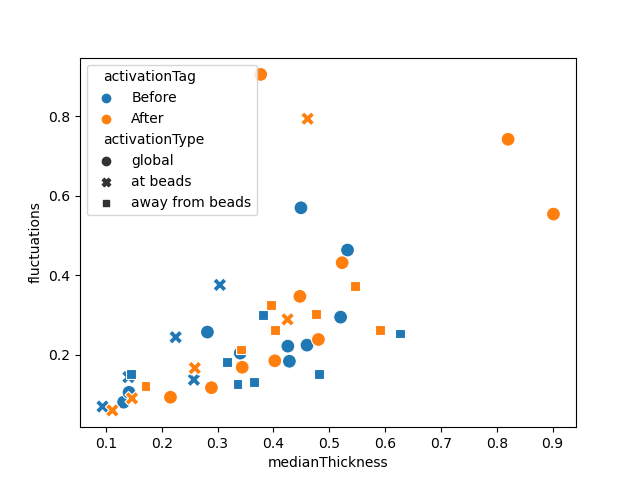 activationTag
Before
After
activationType
global
at beads
away from beads
0.8
0.6
0.4
0.2
fluctuations
0.1 0.2 0.3 0.4 0.5 0.6 0.7 0.8 0.9
medianThickness